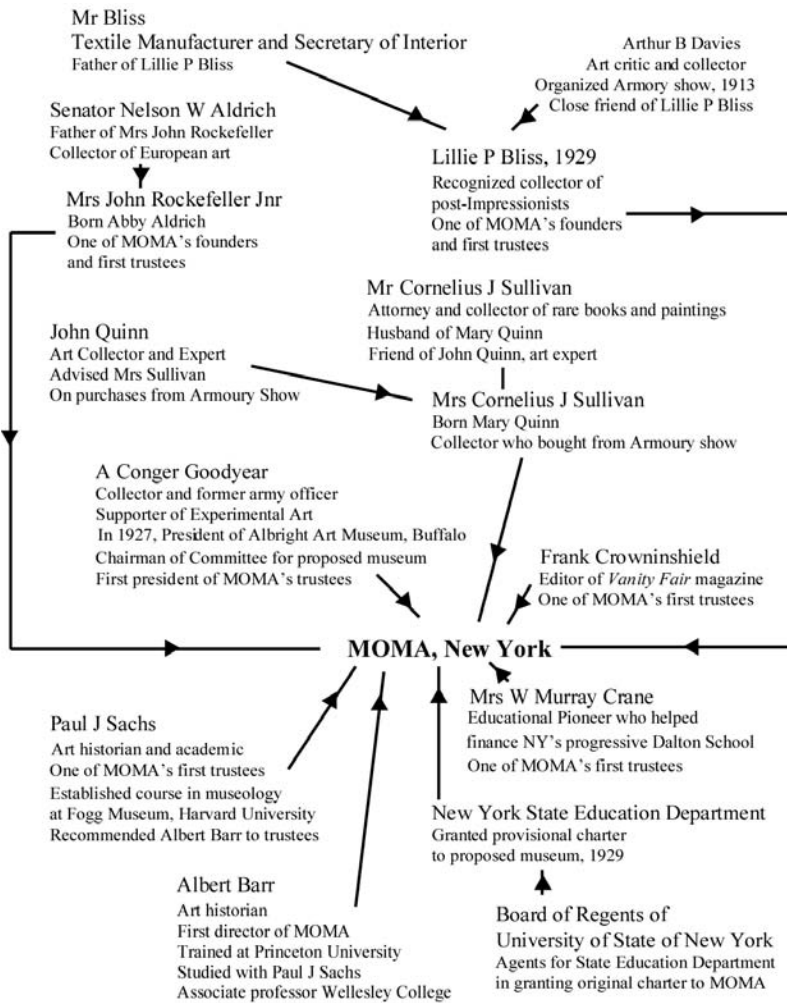 Mr Bliss
Textile Manufacturer and Secretary of Interior
Father of Lillie P Bliss
Arthur B Davies
Art critic and collector
Organized Armory show, 1913
Close friend of Lillie P Bliss
Senator Nelson W Aldrich
Father of Mrs John Rockefeller
Collector of European art
Lillie P Bliss, 1929
Recognized collector of
post-Impressionists
One of MOMA's founders
and first trustees
Mrs John Rockefeller Jnr
Born Abby Aldrich
One of MOMA's founders
and first trustees
Mr Cornelius J Sullivan
Attorney and collector of rare books and paintings
Husband of Mary Quinn
Friend of John Quinn, art expert
John Quinn
Art Collector and Expert
Advised Mrs Sullivan
On purchases from Armoury Show
Mrs Cornelius J Sullivan
Born Mary Quinn
Collector who bought from Armoury show
A Conger Goodyear
Collector and former army officer
Supporter of Experimental Art
In 1927, President of Albright Art Museum, Buffalo
Chairman of Committee for proposed museum
First president of MOMA's trustees
Frank Crowninshield
Editor of Vanity Fair magazine
One of MOMA's first trustees
MOMA, New York
Mrs W Murray Crane
Educational Pioneer who helped
finance NY's progressive Dalton School
One of MOMA's first trustees
Paul J Sachs
Art historian and academic
One of MOMA's first trustees
Established course in museology
at Fogg Museum, Harvard University
Recommended Albert Barr to trustees
New York State Education Department
Granted provisional charter
to proposed museum, 1929
Albert Barr
Art historian
First director of MOMA
Trained at Princeton University
Studied with Paul J Sachs
Associate professor Wellesley College
Board of Regents of
University of State of New York
Agents for State Education Department
in granting original charter to MOMA